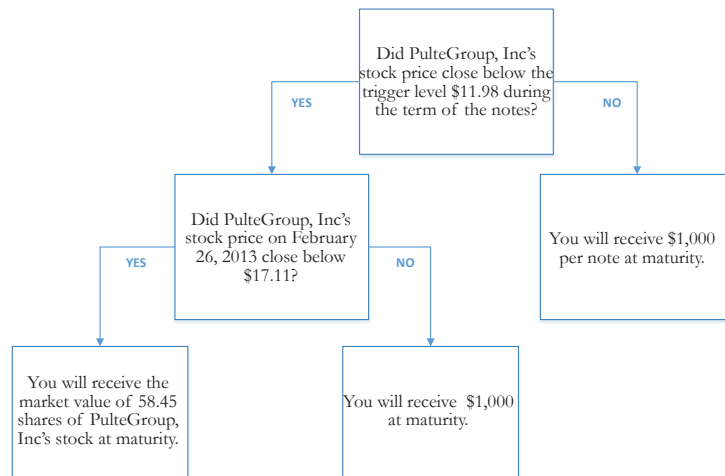 Did PulteGroup, Inc's
stock price close below the
trigger level $11.98 during
the term of the notes?
YES
NO
Did PulteGroup, Inc's
stock price on February
26, 2013 close below
$17.11?
You will receive $1,000
per note at maturity.
YES
NO
You will receive the
market value of 58.45
shares of PulteGroup,
Inc's stock at maturity.
You will receive $1,000
at maturity.